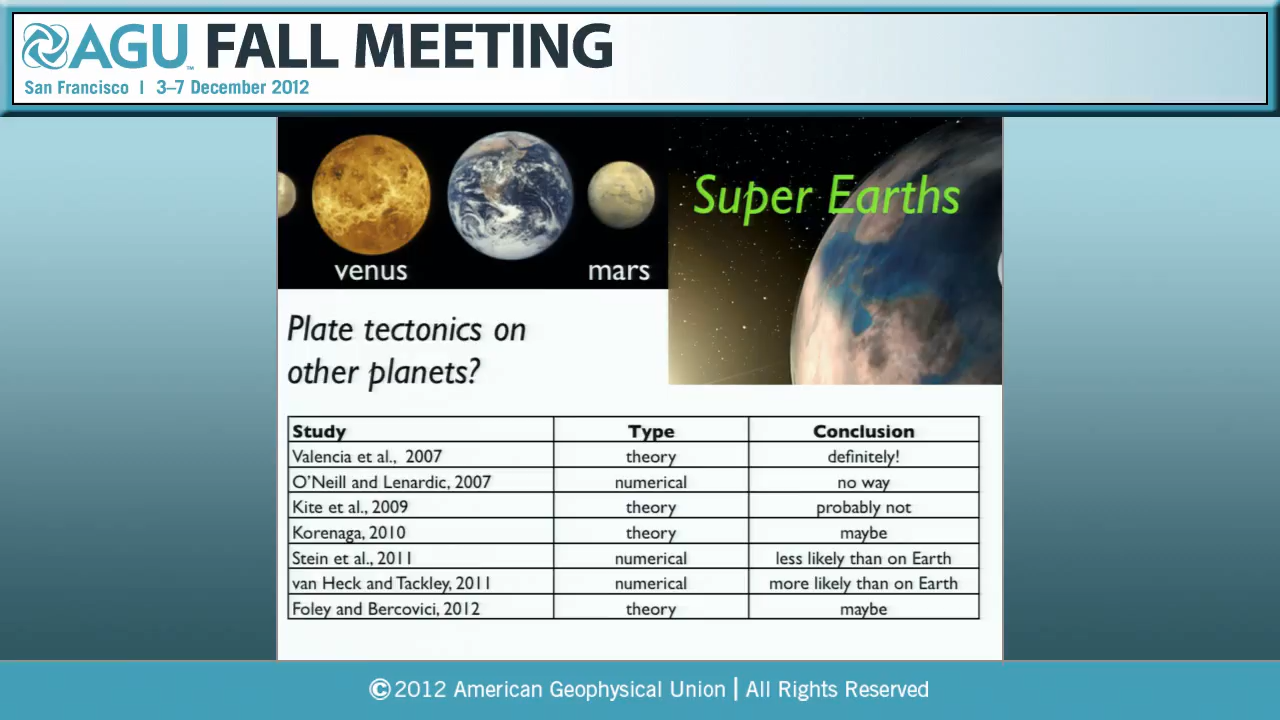 AGU™ FALL MEETING
San Francisco | 3–7 December 2012
Super Earths
venus
mars
Plate tectonics on
other planets?
Study Type Conclusion
Valencia et al., 2007 theory definitely!
O'Neill and Lenardic, 2007 numerical no way
Kite et al., 2009 theory probably not
Korenaga, 2010 theory maybe
Stein et al., 2011 numerical less likely than on Earth
van Heck and Tackley, 2011 numerical more likely than on Earth
Foley and Bercovici, 2012 theory maybe
©2012 American Geophysical Union | All Rights Reserved